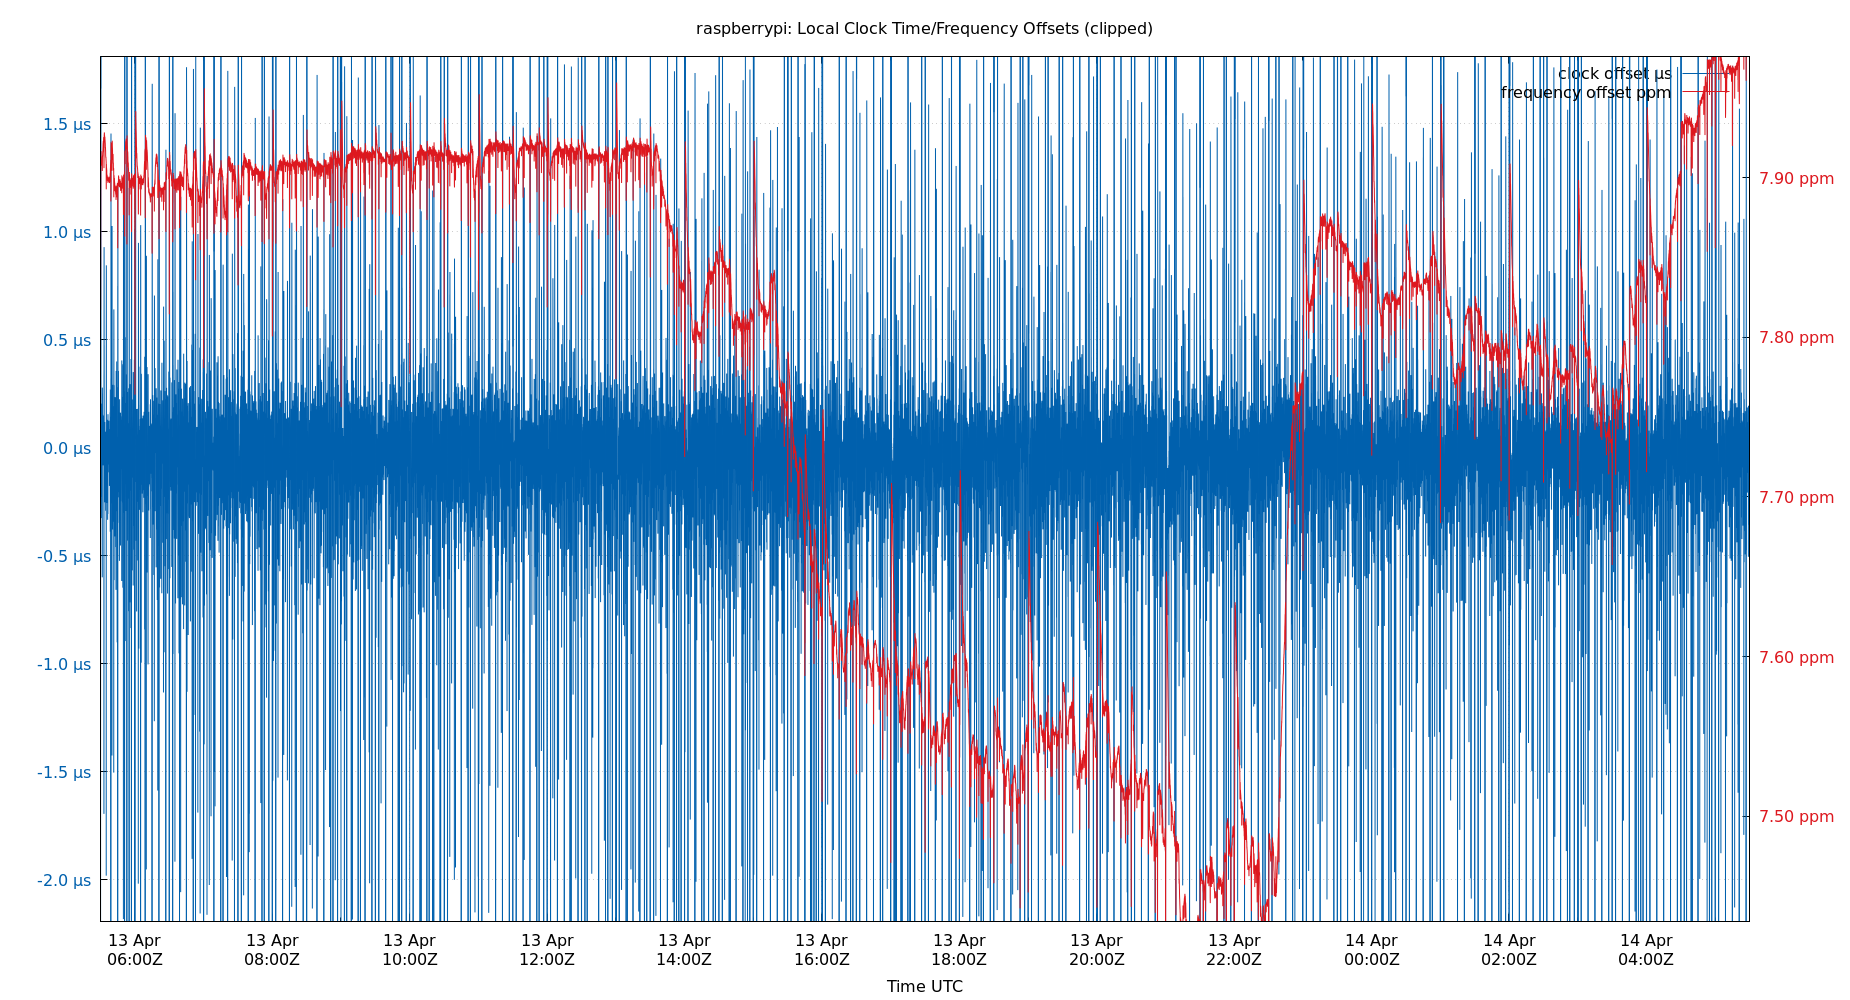 raspberrypi: Local Clock Time/Frequency Offsets (clipped)
clock offset µs
frequency offset ppm
1.5 µs
1.0 µs
0.5 µs
0.0 µs
-0.5 µs
-1.0 µs
-1.5 µs
-2.0 µs
7.90 ppm
7.80 ppm
7.70 ppm
7.60 ppm
7.50 ppm
13 Apr 13 Apr 13 Apr 13 Apr 13 Apr 13 Apr 13 Apr 13 Apr 13 Apr 14 Apr 14 Apr 14 Apr
06:00Z 08:00Z 10:00Z 12:00Z 14:00Z 16:00Z 18:00Z 20:00Z 22:00Z 00:00Z 02:00Z 04:00Z
Time UTC